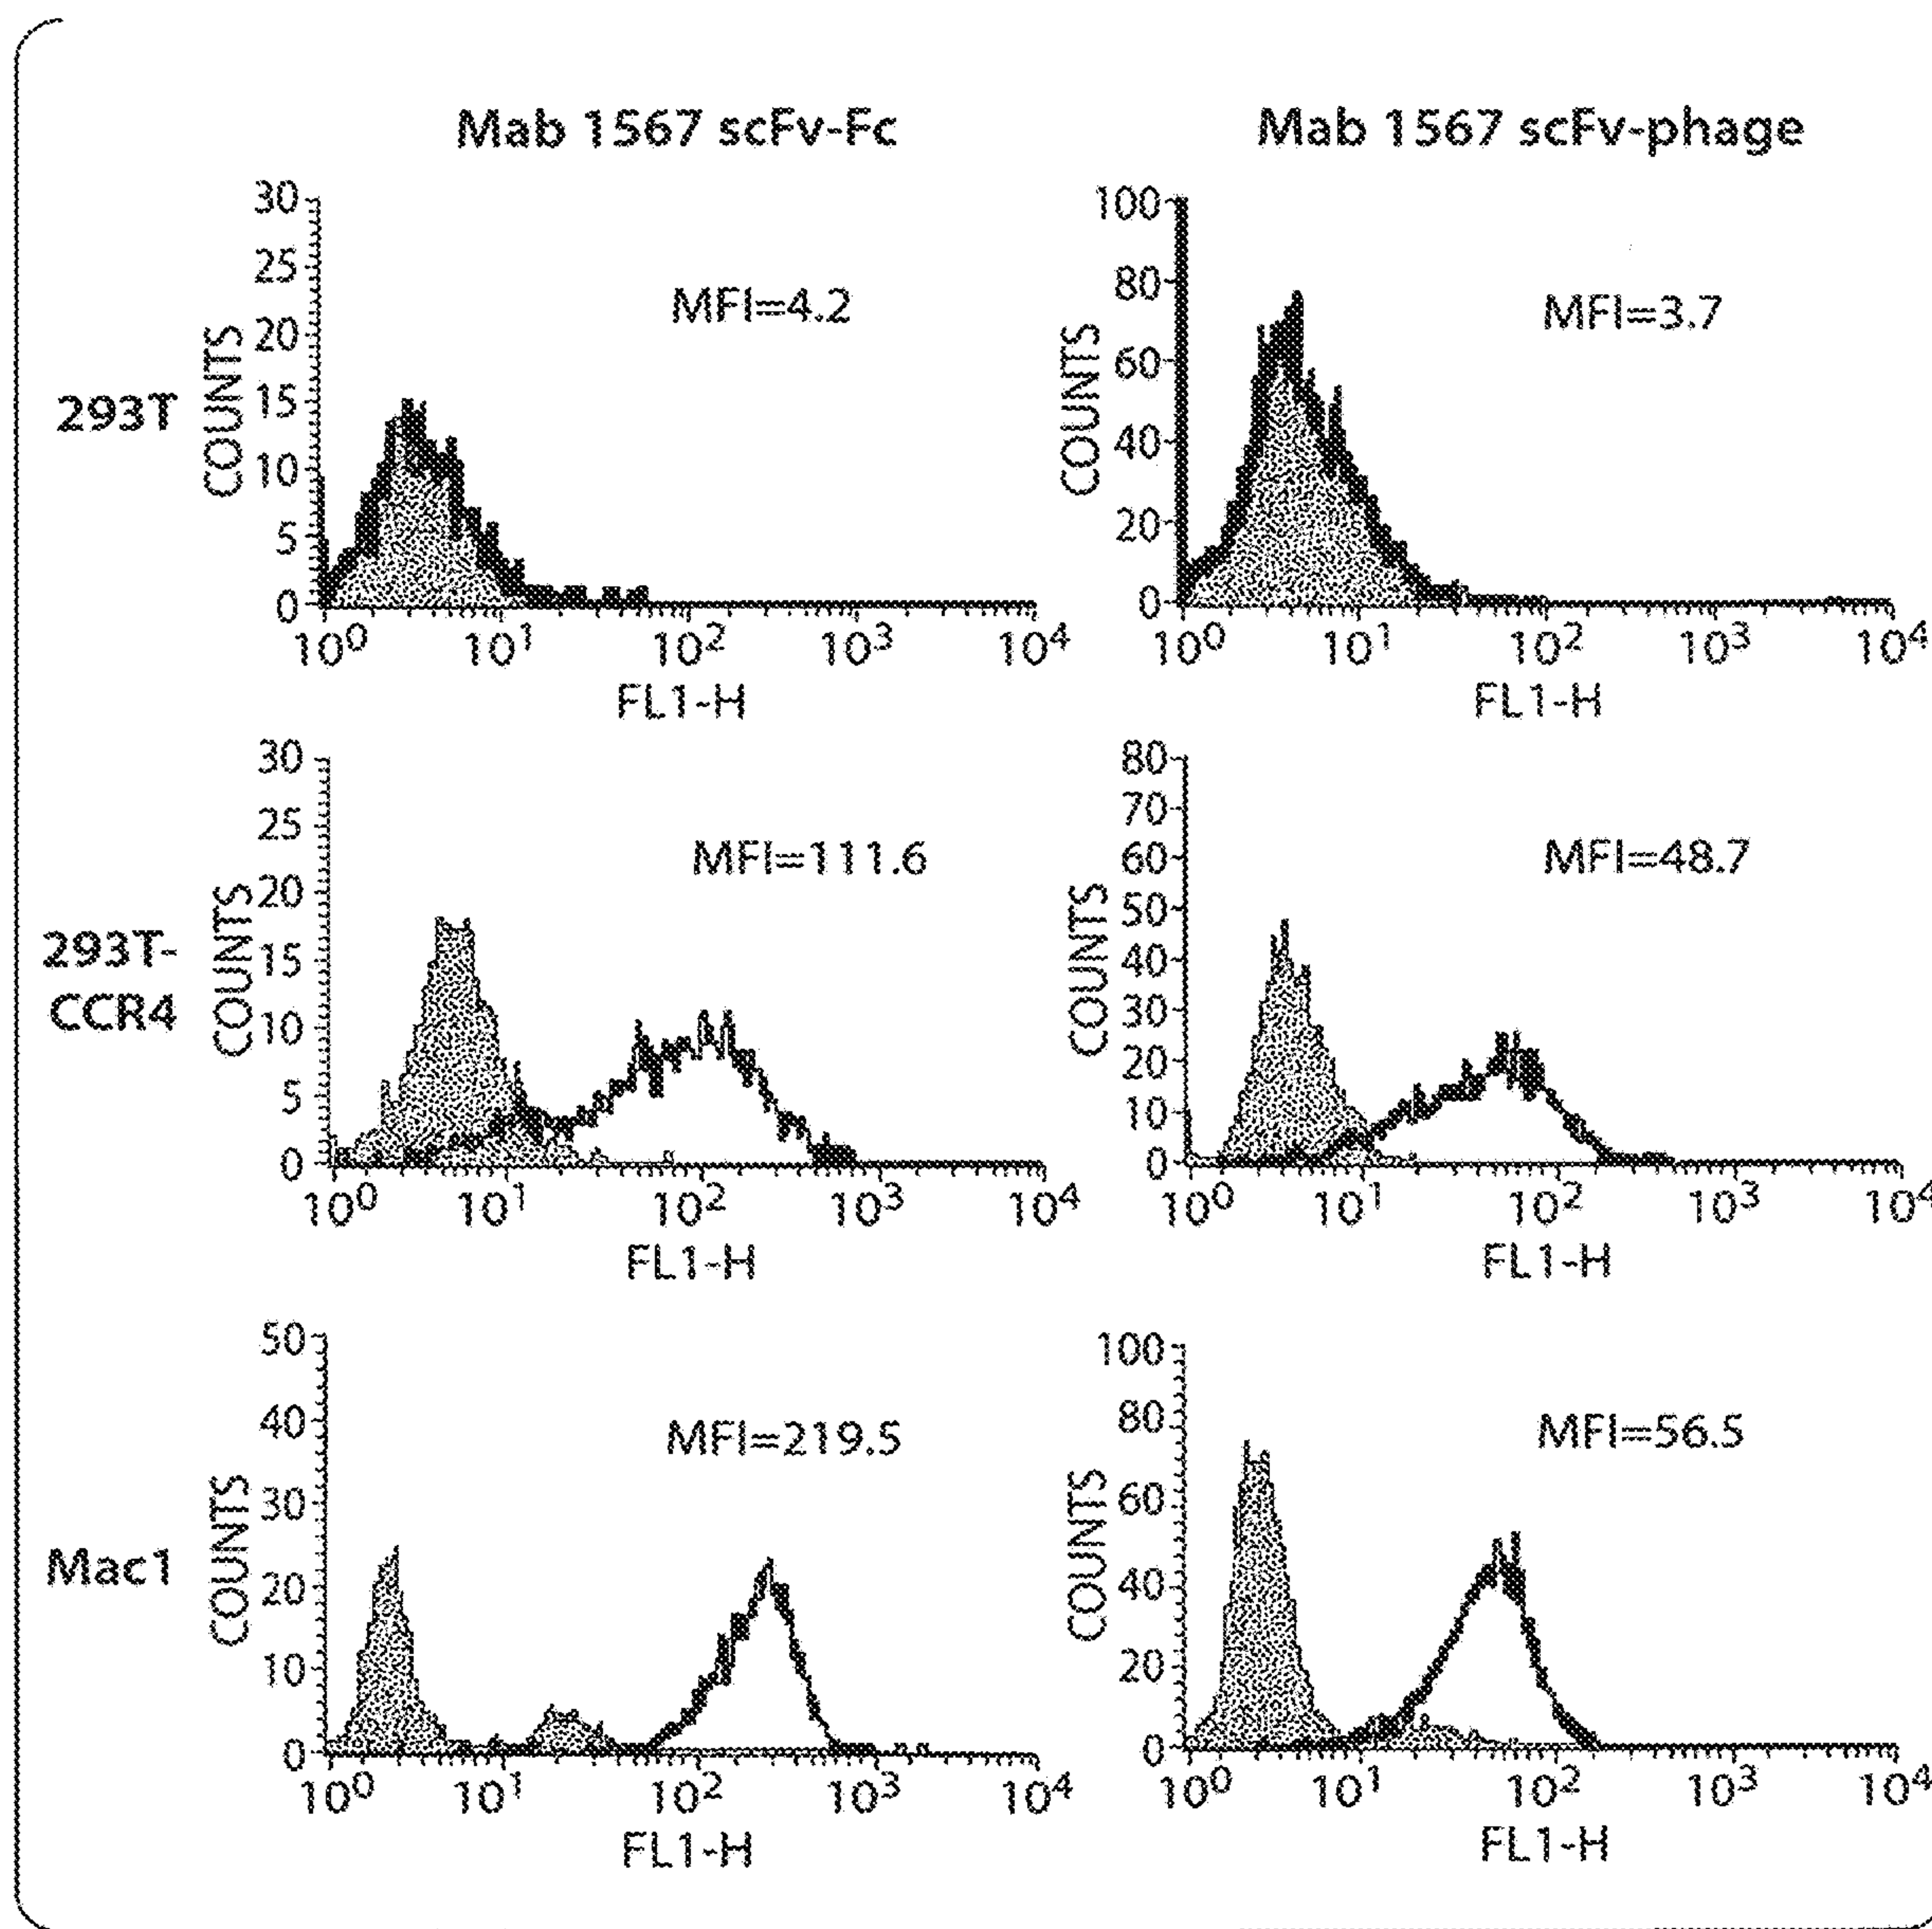 Mab 1567 scFv-Fc
Mab 1567 scFv-phage
293T
COUNTS
30
25
20
15
10
5
0
MFI=4.2
10⁰ 10¹ 10² 10³ 10⁴
FL1-H
COUNTS
100
80
60
40
20
0
MFI=3.7
10⁰ 10¹ 10² 10³ 10⁴
FL1-H
293T-
CCR4
COUNTS
30
25
20
15
10
5
0
MFI=111.6
10⁰ 10¹ 10² 10³ 10⁴
FL1-H
COUNTS
80
70
60
50
40
30
20
10
0
MFI=48.7
10⁰ 10¹ 10² 10³ 10⁴
FL1-H
Mac1
COUNTS
50
40
30
20
10
0
MFI=219.5
10⁰ 10¹ 10² 10³ 10⁴
FL1-H
COUNTS
100
80
60
40
20
0
MFI=56.5
10⁰ 10¹ 10² 10³ 10⁴
FL1-H